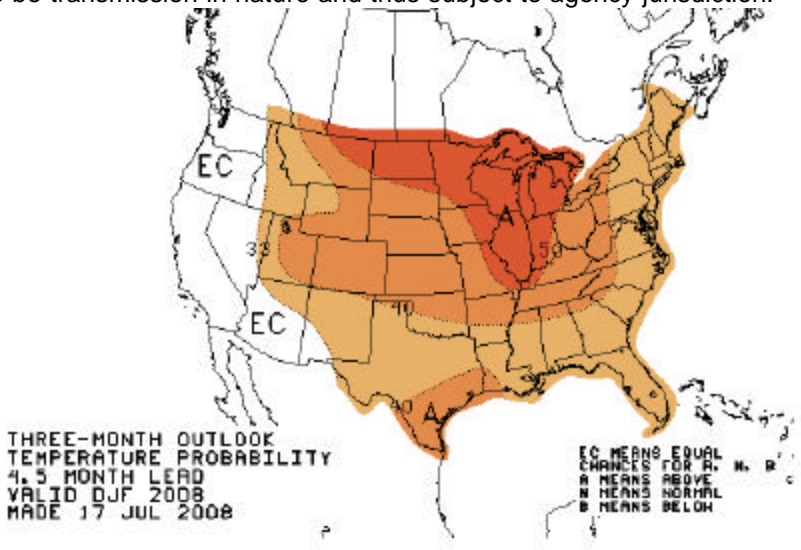 be transmission in nature and thus subject to agency jurisdiction.
EC
A
33
50
EC
40
40
A
THREE-MONTH OUTLOOK
TEMPERATURE PROBABILITY
4.5 MONTH LEAD
VALID DJF 2008
MADE 17 JUL 2008
EC MEANS EQUAL
CHANCES FOR A, N, B
A MEANS ABOVE
N MEANS NORMAL
B MEANS BELOW